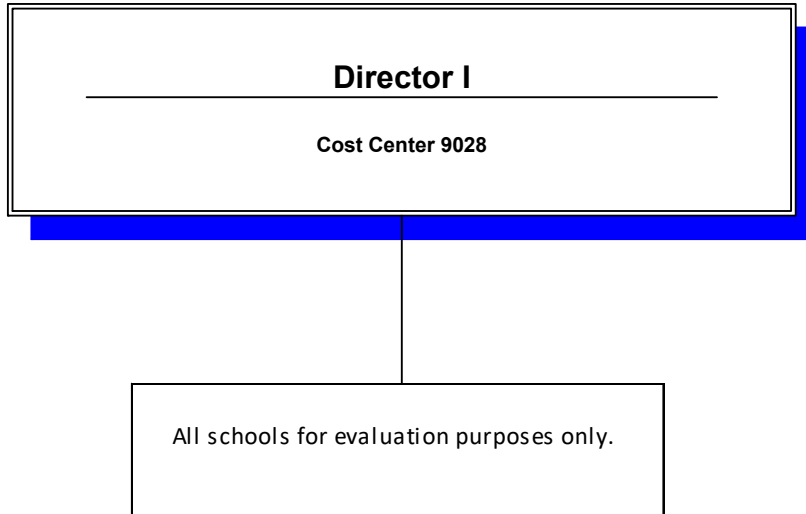 Director I
Cost Center 9028
All schools for evaluation purposes only.